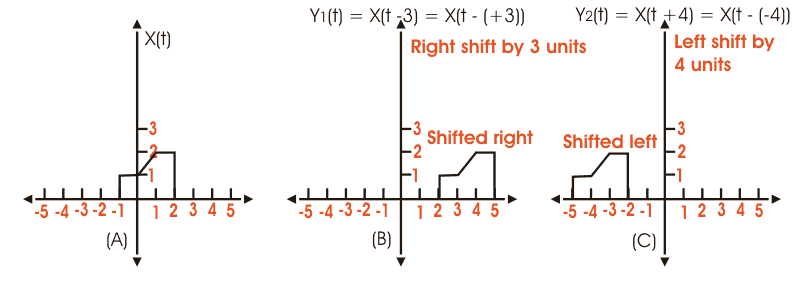 Y1(t) = X(t -3) = X(t - (+3))
Y2(t) = X(t +4) = X(t - (-4))
X(t)
3
2
1
-5 -4 -3 -2 -1 1 2 3 4 5
(A)
Right shift by 3 units
3
Shifted right
2
1
-5 -4 -3 -2 -1 1 2 3 4 5
(B)
Left shift by
4 units
3
Shifted left
2
1
-5 -4 -3 -2 -1 1 2 3 4 5
(C)